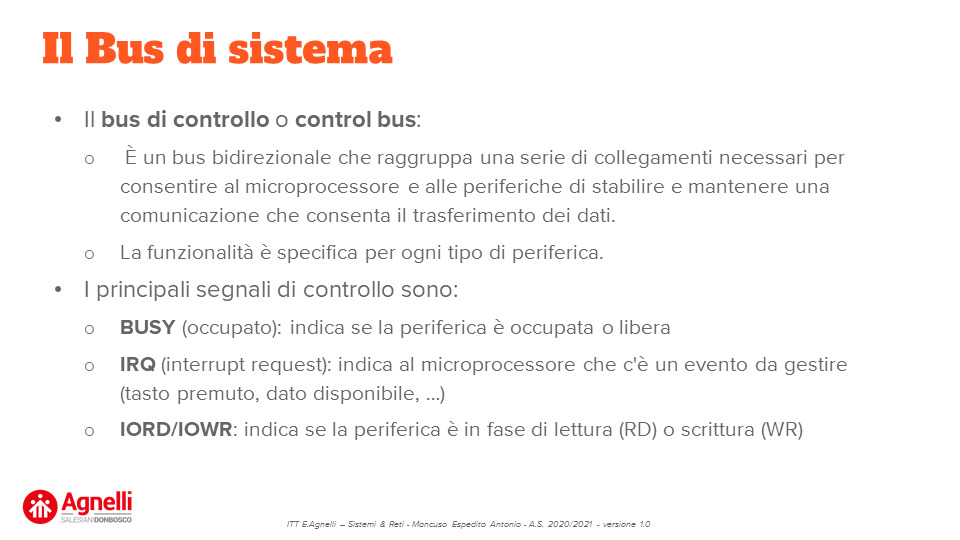 Il Bus di sistema
• Il bus di controllo o control bus:
o È un bus bidirezionale che raggruppa una serie di collegamenti necessari per
consentire al microprocessore e alle periferiche di stabilire e mantenere una
comunicazione che consenta il trasferimento dei dati.
o La funzionalità è specifica per ogni tipo di periferica.
• I principali segnali di controllo sono:
o BUSY (occupato): indica se la periferica è occupata o libera
o IRQ (interrupt request): indica al microprocessore che c'è un evento da gestire
(tasto premuto, dato disponibile, ...)
o IORD/IOWR: indica se la periferica è in fase di lettura (RD) o scrittura (WR)
Agnelli
SALESIANI DONBOSCO
ITT E.Agnelli – Sistemi & Reti - Mancuso Espedito Antonio - A.S. 2020/2021 - versione 1.0